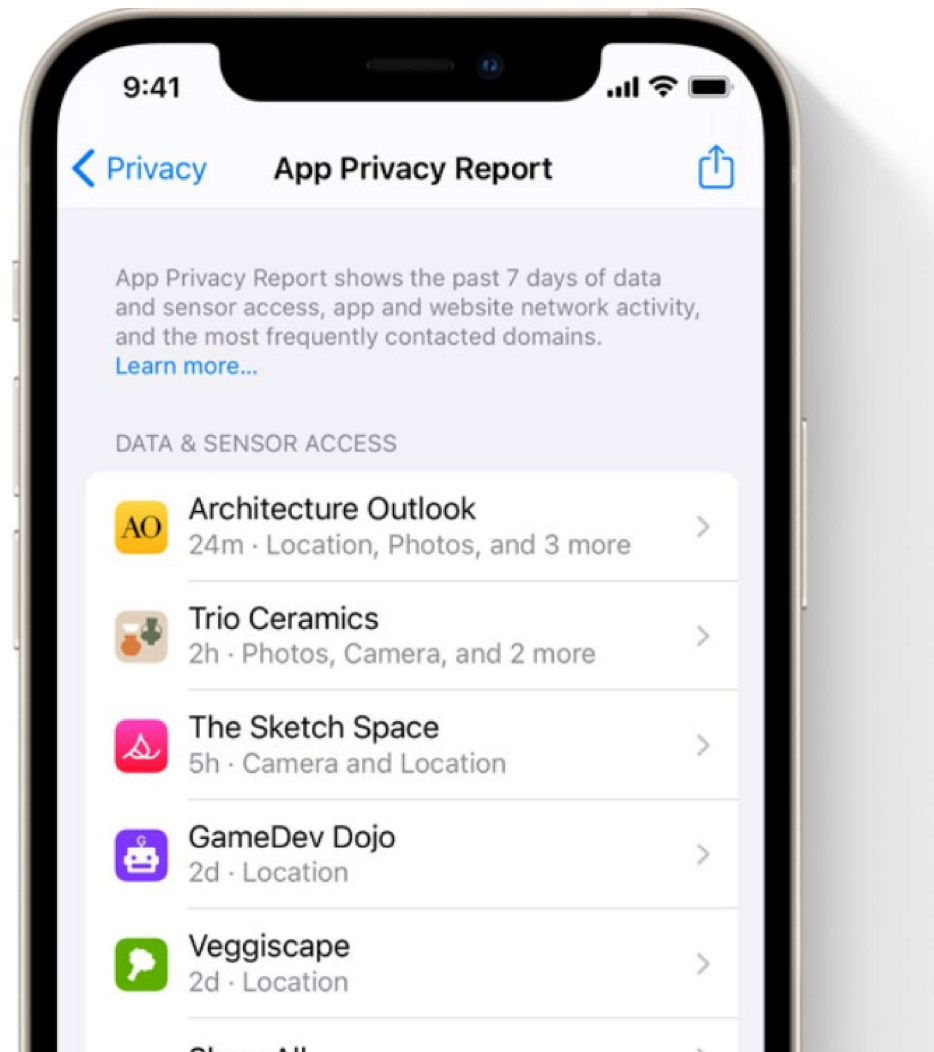 9:41
Privacy
App Privacy Report
App Privacy Report shows the past 7 days of data
and sensor access, app and website network activity,
and the most frequently contacted domains.
Learn more...
DATA & SENSOR ACCESS
AO
Architecture Outlook
24m · Location, Photos, and 3 more
Trio Ceramics
2h · Photos, Camera, and 2 more
The Sketch Space
5h · Camera and Location
G
GameDev Dojo
2d · Location
Veggiscape
2d · Location
Show All